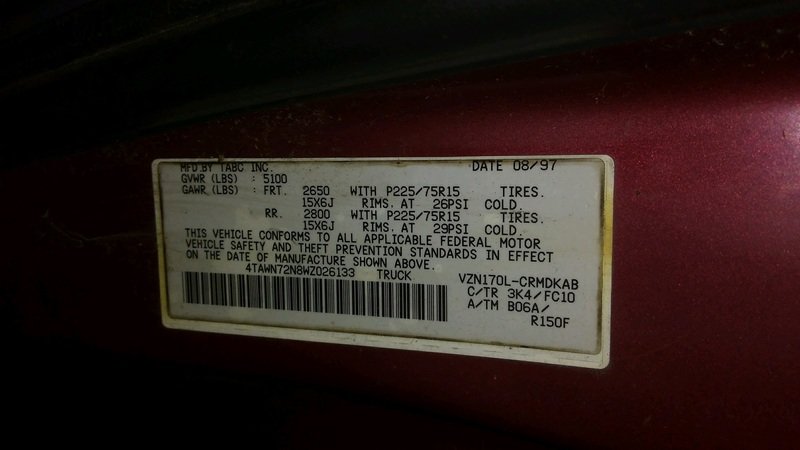 MFD BY TABC INC. DATE 08/97
GVWR (LBS) : 5100
GAWR (LBS) : FRT. 2650 WITH P225/75R15 TIRES.
15X6J RIMS. AT 26PSI COLD.
RR. 2800 WITH P225/75R15 TIRES.
15X6J RIMS. AT 29PSI COLD.
THIS VEHICLE CONFORMS TO ALL APPLICABLE FEDERAL MOTOR
VEHICLE SAFETY AND THEFT PREVENTION STANDARDS IN EFFECT
ON THE DATE OF MANUFACTURE SHOWN ABOVE.
4TAWN72N8WZ026133 TRUCK VZN170L-CRMDKAB
C/TR 3K4/FC10
A/TM B06A/
R150F